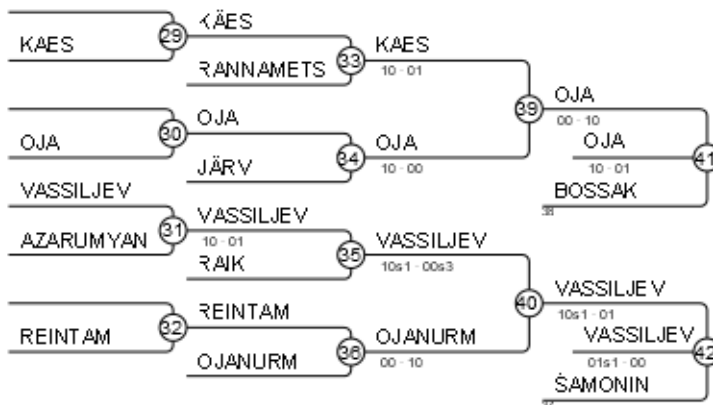 KAES
29
KÄES
RANNAMETS
33
KAES
10 - 01
OJA
30
OJA
JÄRV
34
OJA
10 - 00
39
OJA
00 - 10
OJA
10 - 01
41
BOSSAK
38
VASSILJEV
AZARUMYAN
31
VASSILJEV
10 - 01
RAIK
35
VASSILJEV
10s1 - 00s3
REINTAM
32
REINTAM
OJANURM
36
OJANURM
00 - 10
40
VASSILJEV
10s1 - 01
VASSILJEV
01s1 - 00
42
ŠAMONIN